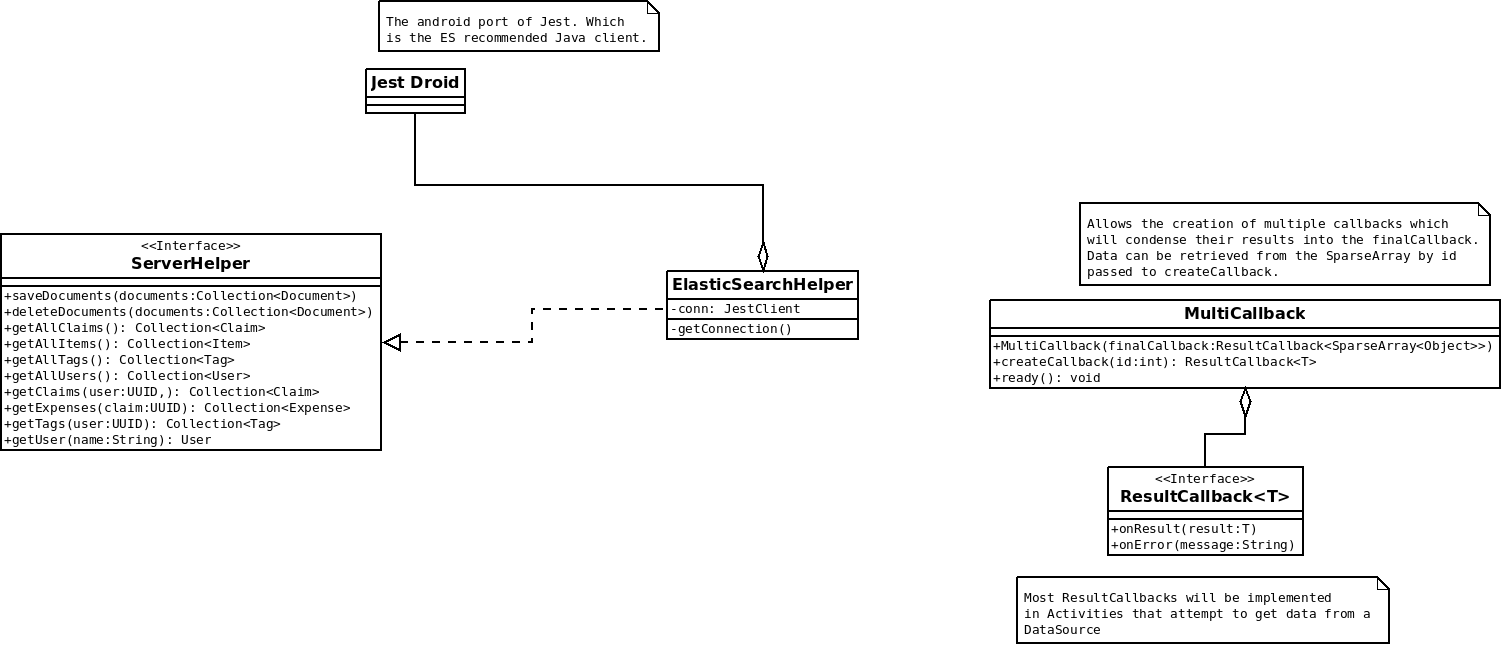 The android port of Jest. Which
is the ES recommended Java client.
Jest Droid
<<Interface>>
ServerHelper
+saveDocuments(documents:Collection<Document>)
+deleteDocuments(documents:Collection<Document>)
+getAllClaims(): Collection<Claim>
+getAllItems(): Collection<Item>
+getAllTags(): Collection<Tag>
+getAllUsers(): Collection<User>
+getClaims(user:UUID,): Collection<Claim>
+getExpenses(claim:UUID): Collection<Expense>
+getTags(user:UUID): Collection<Tag>
+getUser(name:String): User
ElasticSearchHelper
-conn: JestClient
-getConnection()
Allows the creation of multiple callbacks which
will condense their results into the finalCallback.
Data can be retrieved from the SparseArray by id
passed to createCallback.
MultiCallback
+MultiCallback(finalCallback:ResultCallback<SparseArray<Object>>)
+createCallback(id:int): ResultCallback<T>
+ready(): void
<<Interface>>
ResultCallback<T>
+onResult(result:T)
+onError(message:String)
Most ResultCallbacks will be implemented
in Activities that attempt to get data from a
DataSource